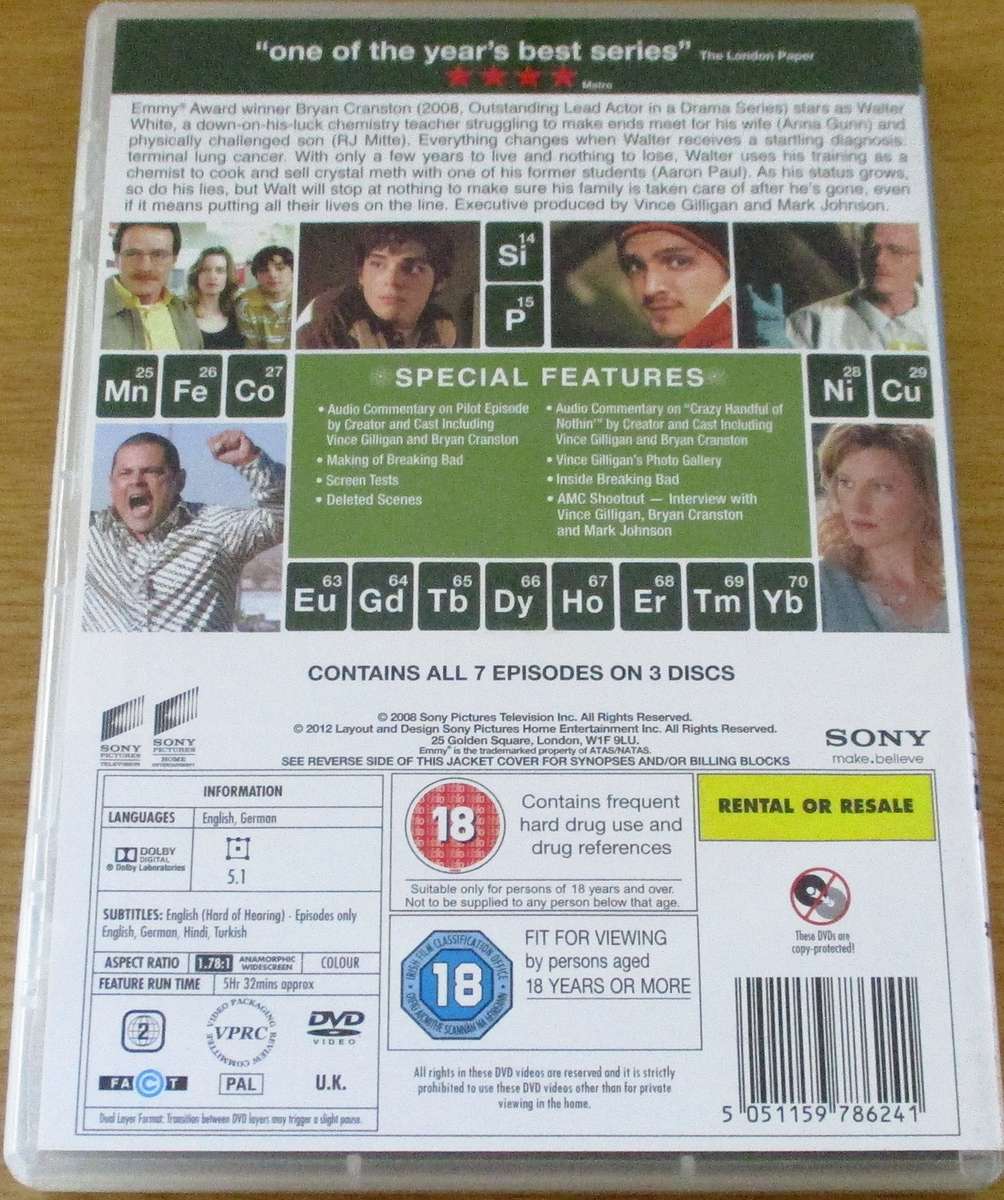 “one of the year's best series” The London Paper
★★★★ Metro
Emmy® Award winner Bryan Cranston (2008, Outstanding Lead Actor in a Drama Series) stars as Walter
White, a down-on-his-luck chemistry teacher struggling to make ends meet for his wife (Anna Gunn) and
physically challenged son (RJ Mitte). Everything changes when Walter receives a startling diagnosis:
terminal lung cancer. With only a few years to live and nothing to lose, Walter uses his training as a
chemist to cook and sell crystal meth with one of his former students (Aaron Paul). As his status grows,
so do his lies, but Walt will stop at nothing to make sure his family is taken care of after he's gone, even
if it means putting all their lives on the line. Executive produced by Vince Gilligan and Mark Johnson.
14
Si
15
P
25
Mn
26
Fe
27
Co
28
Ni
29
Cu
SPECIAL FEATURES
• Audio Commentary on Pilot Episode
by Creator and Cast Including
Vince Gilligan and Bryan Cranston
• Making of Breaking Bad
• Screen Tests
• Deleted Scenes
• Audio Commentary on “Crazy Handful of
Nothin'” by Creator and Cast Including
Vince Gilligan and Bryan Cranston
• Vince Gilligan's Photo Gallery
• Inside Breaking Bad
• AMC Shootout — Interview with
Vince Gilligan, Bryan Cranston
and Mark Johnson
63
Eu
64
Gd
65
Tb
66
Dy
67
Ho
68
Er
69
Tm
70
Yb
CONTAINS ALL 7 EPISODES ON 3 DISCS
SONY
PICTURES
TELEVISION
SONY
PICTURES
HOME
ENTERTAINMENT
© 2008 Sony Pictures Television Inc. All Rights Reserved.
© 2012 Layout and Design Sony Pictures Home Entertainment Inc. All Rights Reserved.
25 Golden Square, London, W1F 9LU.
Emmy® is the trademarked property of ATAS/NATAS.
SEE REVERSE SIDE OF THIS JACKET COVER FOR SYNOPSES AND/OR BILLING BLOCKS
SONY
make.believe
INFORMATION
LANGUAGES English, German
DOLBY
DIGITAL
© Dolby Laboratories
5.1
SUBTITLES: English (Hard of Hearing) - Episodes only
English, German, Hindi, Turkish
ASPECT RATIO 1.78:1 ANAMORPHIC WIDESCREEN COLOUR
FEATURE RUN TIME 5Hr 32mins approx
2
VIDEO PACKAGING REVIEW COMMITTEE
VPRC
DVD
VIDEO
FACT
PAL
U.K.
Dual Layer Format: Transition between DVD layers may trigger a slight pause.
18
Contains frequent
hard drug use and
drug references
Suitable only for persons of 18 years and over.
Not to be supplied to any person below that age.
IRISH FILM CLASSIFICATION OFFICE
18
FIT FOR VIEWING
by persons aged
18 YEARS OR MORE
All rights in these DVD videos are reserved and it is strictly
prohibited to use these DVD videos other than for private
viewing in the home.
RENTAL OR RESALE
These DVDs are
copy-protected!
5 051159 786241